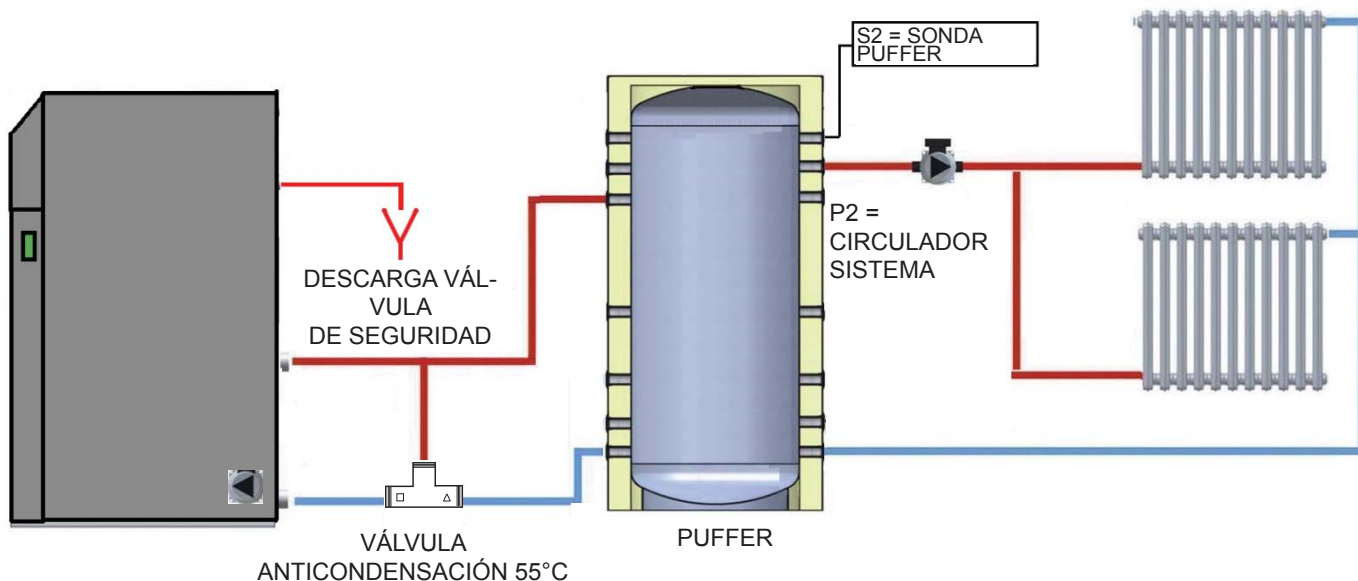 S2 = SONDA
PUFFER
P2 =
CIRCULADOR
SISTEMA
DESCARGA VÁL-
VULA
DE SEGURIDAD
VÁLVULA
ANTICONDENSACIÓN 55°C
PUFFER